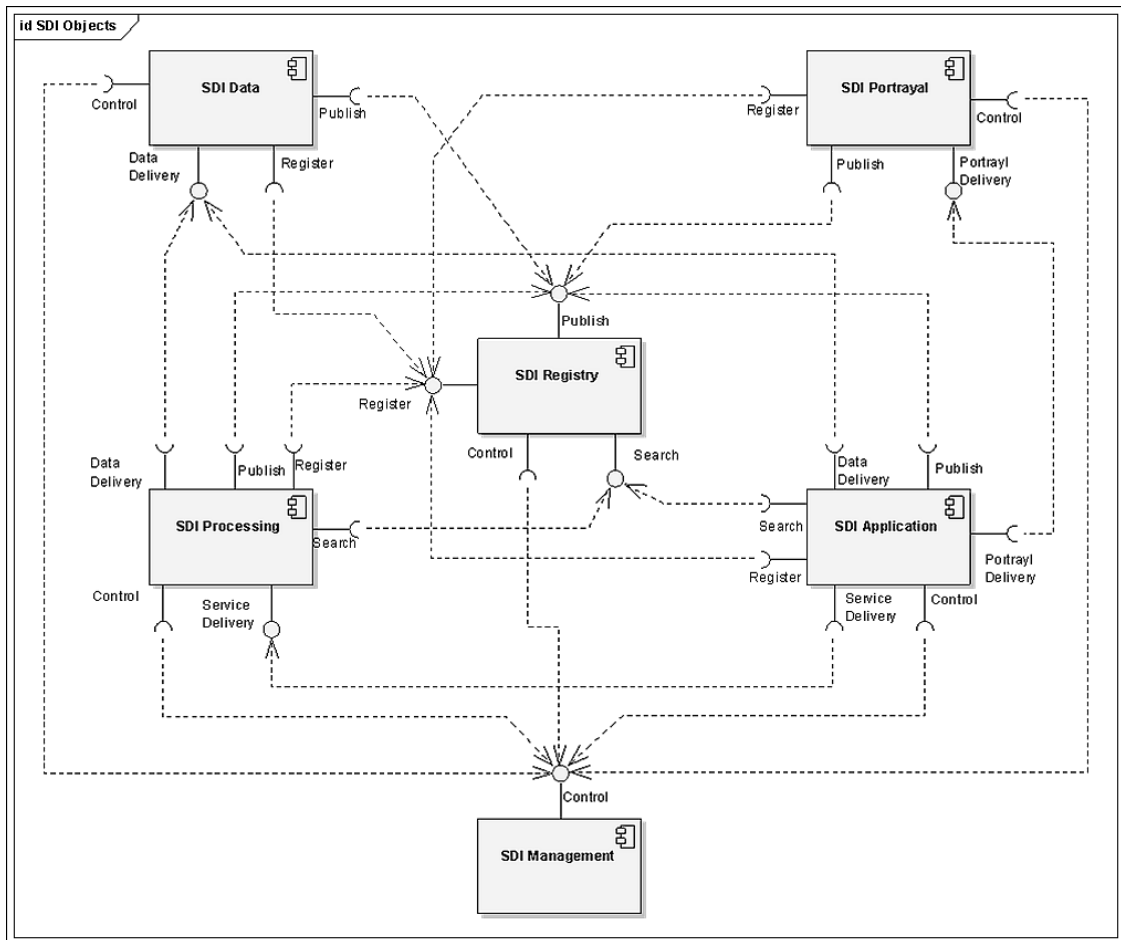 id SDI Objects
SDI Data
SDI Portrayal
Control
Publish
Register
Control
Data
Delivery
Register
Publish
Portrayl
Delivery
Publish
SDI Registry
Register
Control
Search
Data
Delivery
Publish
Register
Data
Delivery
Publish
SDI Processing
Search
Search
SDI Application
Register
Portrayl
Delivery
Control
Service
Delivery
Service
Delivery
Control
Control
SDI Management